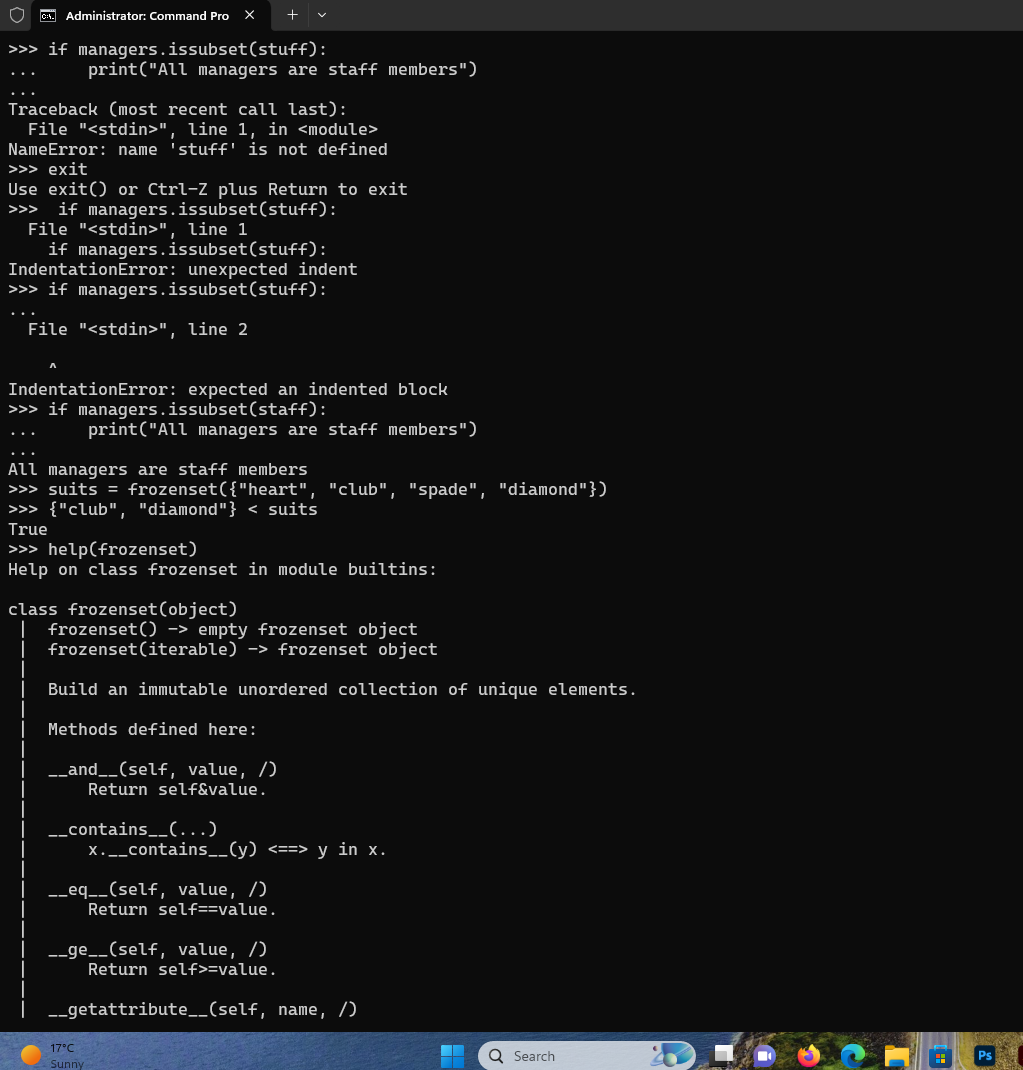 Administrator: Command Pro
>>> if managers.issubset(stuff):
...     print("All managers are staff members")
...
Traceback (most recent call last):
  File "<stdin>", line 1, in <module>
NameError: name 'stuff' is not defined
>>> exit
Use exit() or Ctrl-Z plus Return to exit
>>>  if managers.issubset(stuff):
  File "<stdin>", line 1
    if managers.issubset(stuff):
IndentationError: unexpected indent
>>> if managers.issubset(stuff):
...
  File "<stdin>", line 2
    ^
IndentationError: expected an indented block
>>> if managers.issubset(staff):
...     print("All managers are staff members")
...
All managers are staff members
>>> suits = frozenset({"heart", "club", "spade", "diamond"})
>>> {"club", "diamond"} < suits
True
>>> help(frozenset)
Help on class frozenset in module builtins:
class frozenset(object)
 |  frozenset() -> empty frozenset object
 |  frozenset(iterable) -> frozenset object
 |
 |  Build an immutable unordered collection of unique elements.
 |
 |  Methods defined here:
 |
 |  __and__(self, value, /)
 |      Return self&value.
 |
 |  __contains__(...)
 |      x.__contains__(y) <==> y in x.
 |
 |  __eq__(self, value, /)
 |      Return self==value.
 |
 |  __ge__(self, value, /)
 |      Return self>=value.
 |
 |  __getattribute__(self, name, /)
17°C
Sunny
Search
Ps